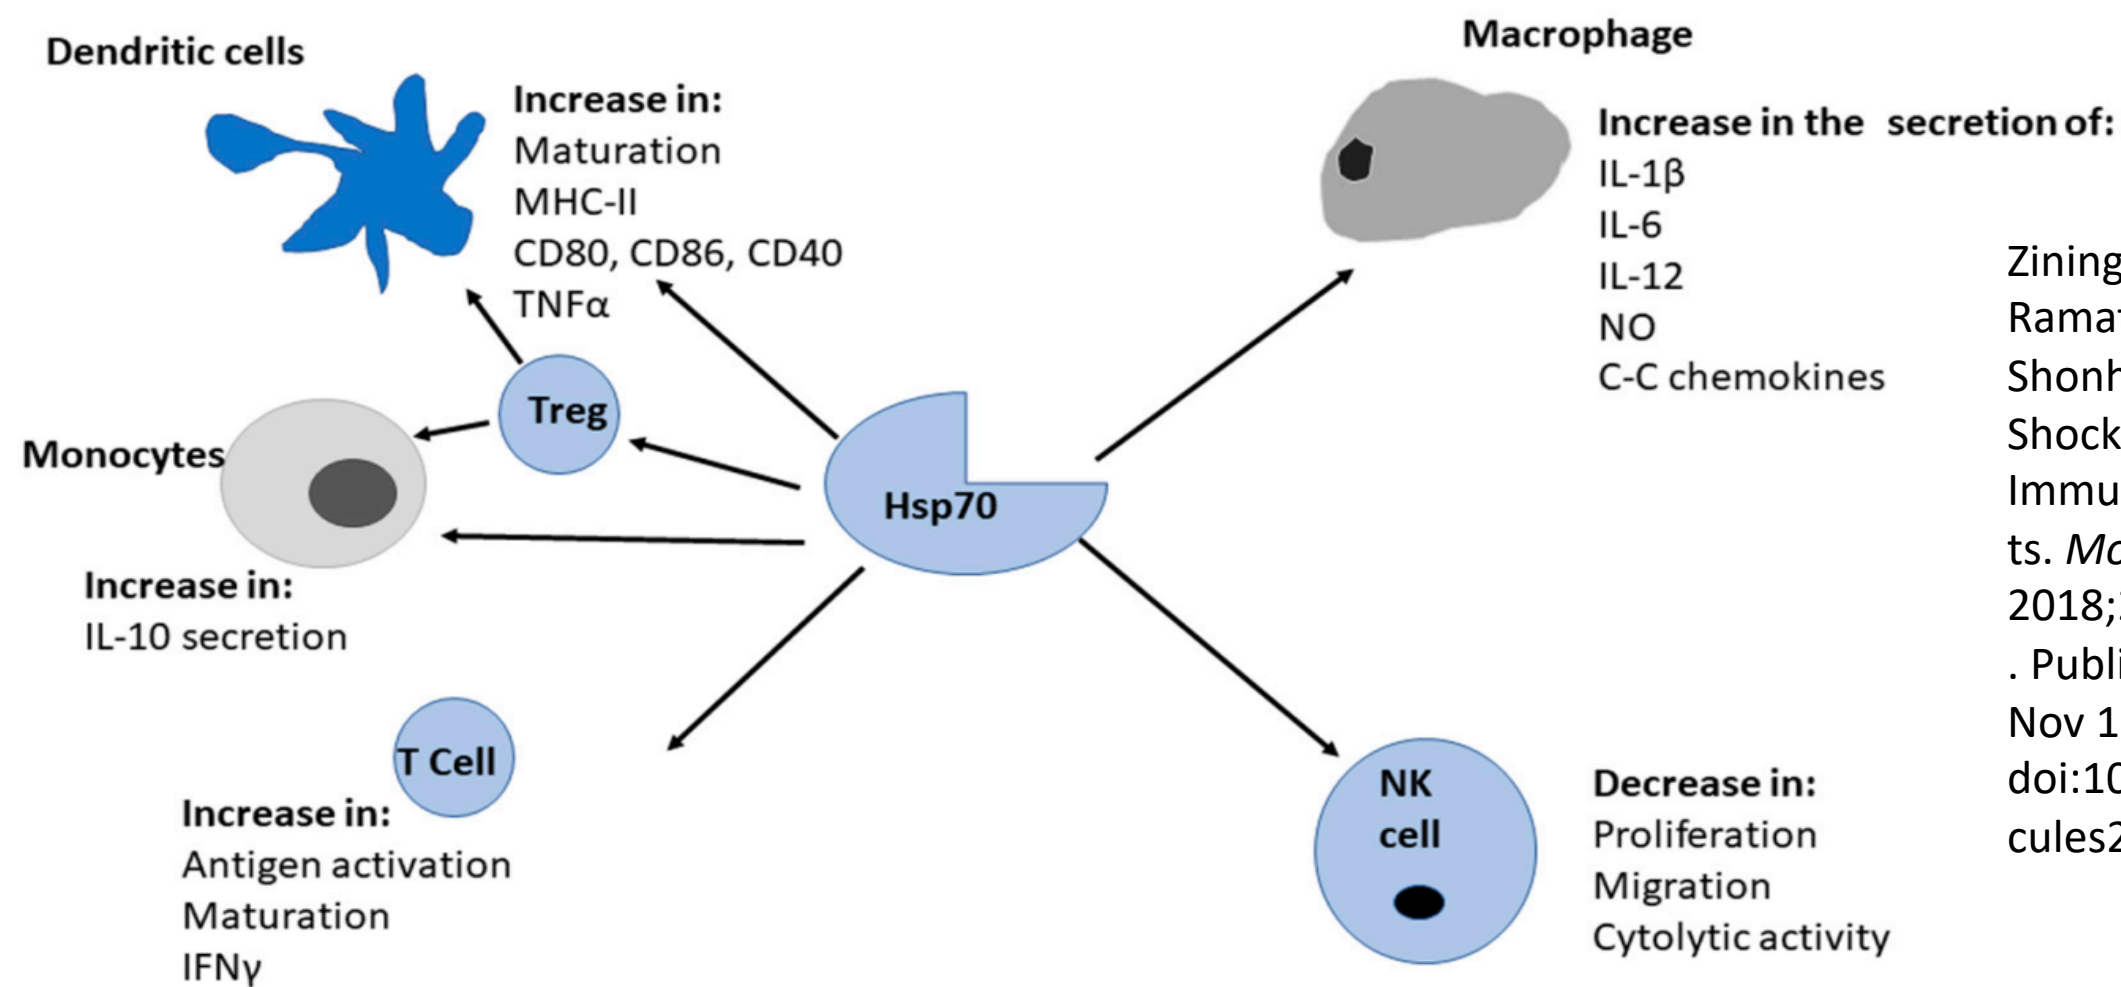 Dendritic cells
Increase in:
Maturation
MHC-II
CD80, CD86, CD40
TNFα
Macrophage
Increase in the secretion of:
IL-1β
IL-6
IL-12
NO
C-C chemokines
Treg
Monocytes
Increase in:
IL-10 secretion
Hsp70
T Cell
Increase in:
Antigen activation
Maturation
IFNγ
NK
cell
Decrease in:
Proliferation
Migration
Cytolytic activity
Zining
Shock
ts.
2018;
. Publi
Nov 1
doi:10
cules2